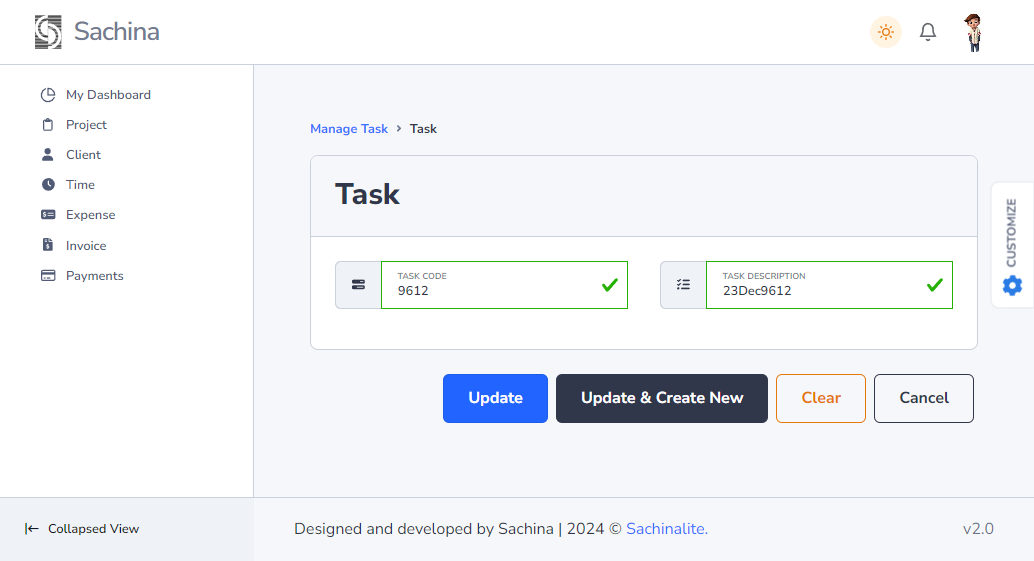 Sachina
My Dashboard
Project
Client
Time
Expense
Invoice
Payments
Manage Task > Task
Task
TASK CODE
9612
TASK DESCRIPTION
23Dec9612
Update
Update & Create New
Clear
Cancel
CUSTOMIZE
Collapsed View
Designed and developed by Sachina | 2024 © Sachinalite.
v2.0